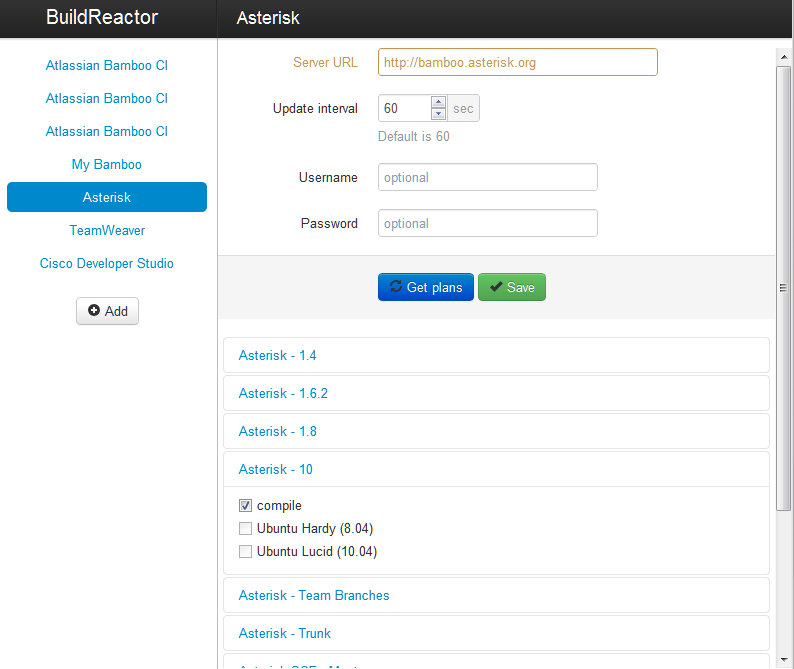 BuildReactor
Asterisk
Atlassian Bamboo CI
Atlassian Bamboo CI
Atlassian Bamboo CI
My Bamboo
Asterisk
TeamWeaver
Cisco Developer Studio
Add
Server URL http://bamboo.asterisk.org
Update interval 60 sec
Default is 60
Username optional
Password optional
Get plans Save
Asterisk - 1.4
Asterisk - 1.6.2
Asterisk - 1.8
Asterisk - 10
compile
Ubuntu Hardy (8.04)
Ubuntu Lucid (10.04)
Asterisk - Team Branches
Asterisk - Trunk